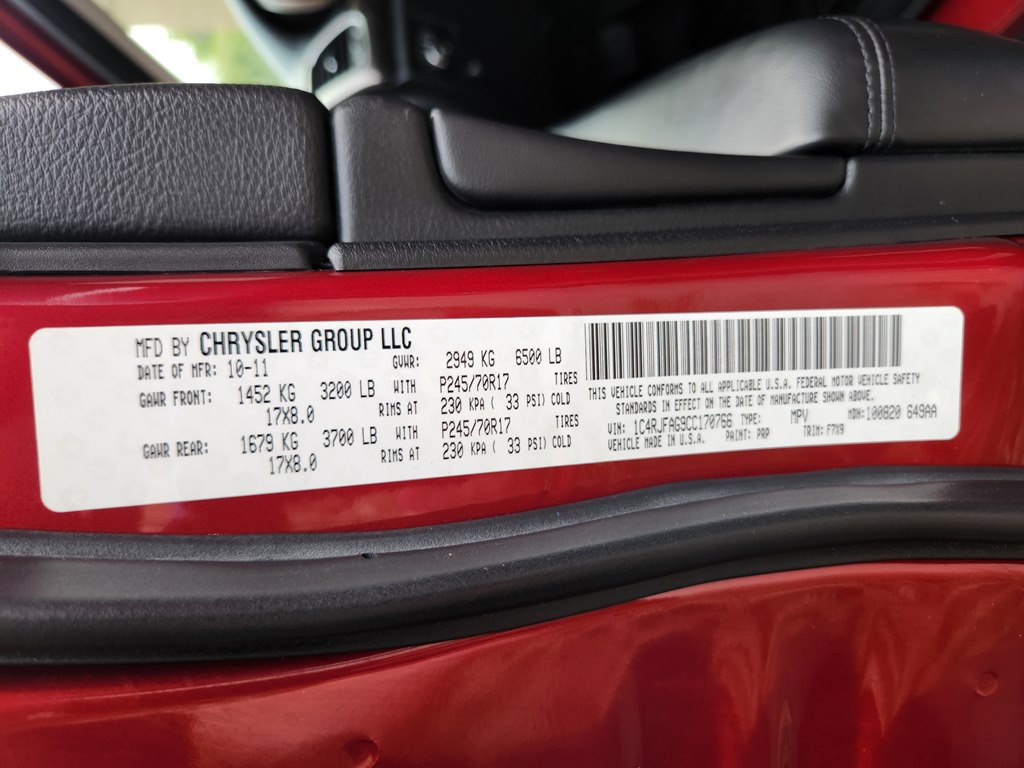 MFD BY CHRYSLER GROUP LLC
DATE OF MFR: 10-11 GVWR: 2949 KG 6500 LB
GAWR FRONT: 1452 KG 3200 LB WITH P245/70R17 TIRES
17X8.0 RIMS AT 230 KPA ( 33 PSI) COLD
GAWR REAR: 1679 KG 3700 LB WITH P245/70R17 TIRES
17X8.0 RIMS AT 230 KPA ( 33 PSI) COLD
THIS VEHICLE CONFORMS TO ALL APPLICABLE U.S.A. FEDERAL MOTOR VEHICLE SAFETY
STANDARDS IN EFFECT ON THE DATE OF MANUFACTURE SHOWN ABOVE.
VIN: 1C4RJFAG9CC170766 TYPE: MPV MDH: 100820 649AA
VEHICLE MADE IN U.S.A. PAINT: PRP TRIM: F7X9